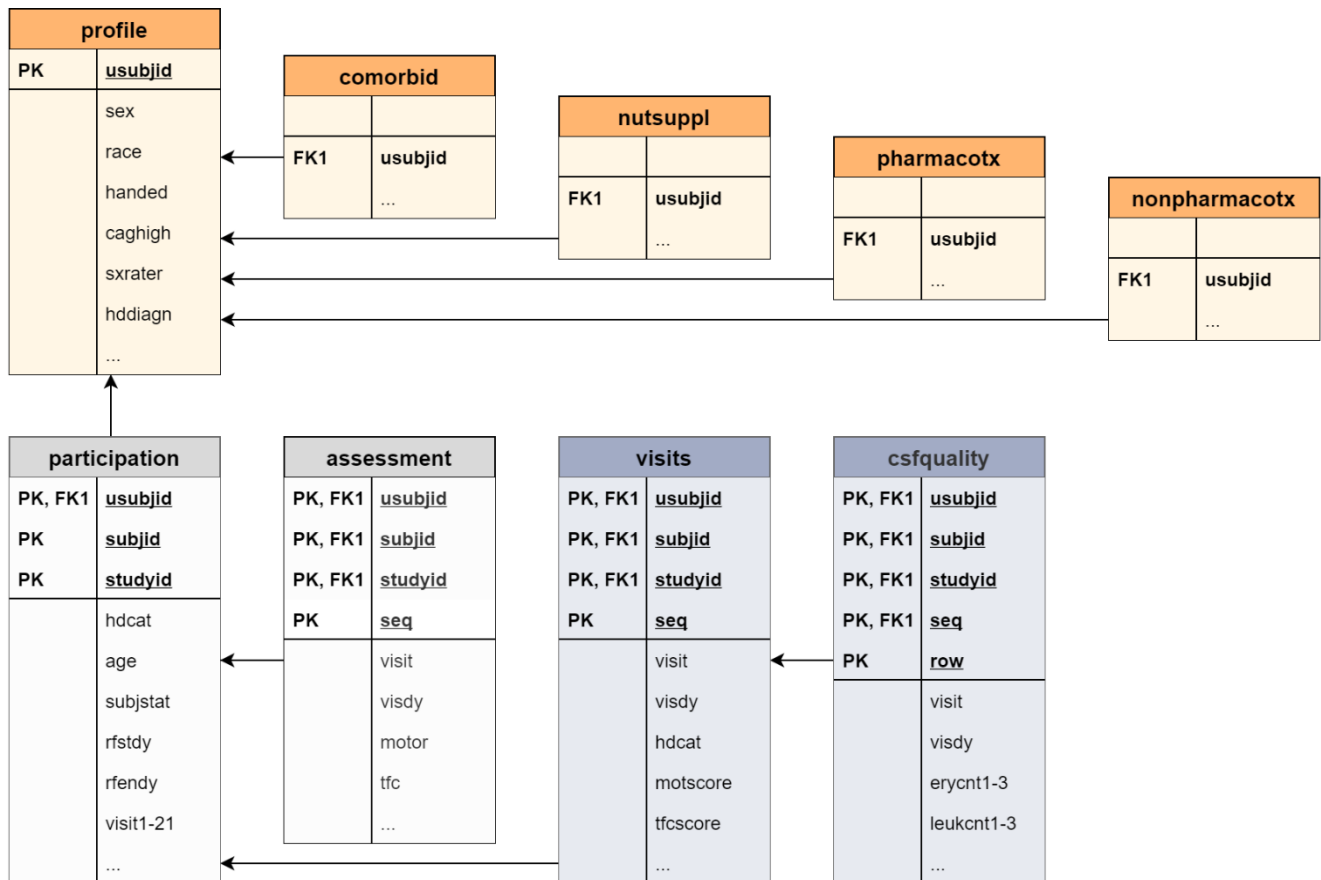 profile
PK usubjid
sex
race
handed
caghigh
sxrater
hddiagn
...
comorbid
FK1 usubjid
...
nutsuppl
FK1 usubjid
...
pharmacotx
FK1 usubjid
...
nonpharmacotx
FK1 usubjid
...
participation
PK, FK1 usubjid
PK subjid
PK studyid
hdcat
age
subjstat
rfstdy
rfendy
visit1-21
...
assessment
PK, FK1 usubjid
PK, FK1 subjid
PK, FK1 studyid
PK seq
visit
visdy
motor
tfc
...
visits
PK, FK1 usubjid
PK, FK1 subjid
PK, FK1 studyid
PK seq
visit
visdy
hdcat
motscore
tfcscore
...
csfquality
PK, FK1 usubjid
PK, FK1 subjid
PK, FK1 studyid
PK, FK1 seq
PK row
visit
visdy
erycnt1-3
leukcnt1-3
...